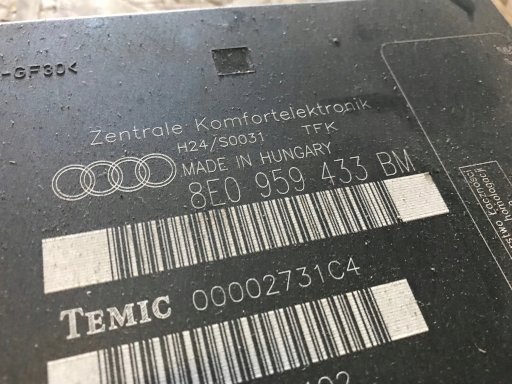 -GF30<
Zentrale Komfortelektronik
H24/S0031 TFK
MADE IN HUNGARY
8E0 959 433 BM
TEMIC 00002731C4